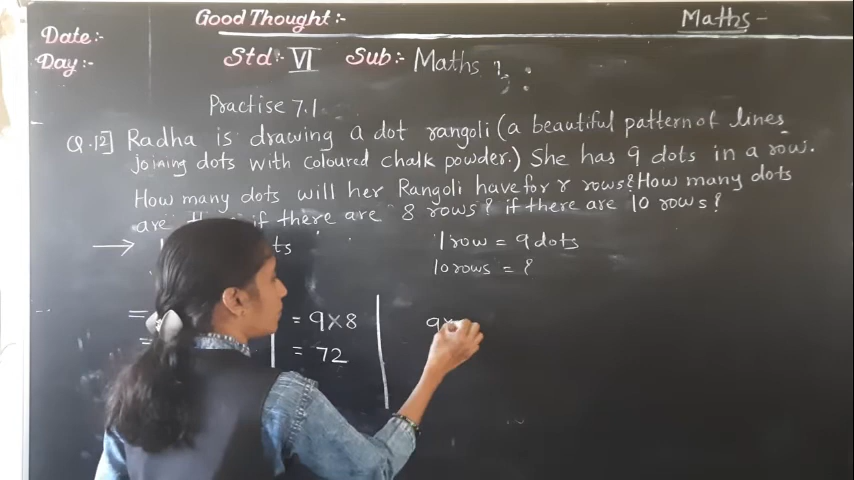 Good Thought :-
Maths -
Date:-
Day:-
Std:- VI Sub:- Maths
Practise 7.1
Q.12] Radha is drawing a dot rangoli (a beautiful pattern of lines
joining dots with coloured chalk powder.) She has 9 dots in a row.
How many dots will her Rangoli have for r rows? How many dots
are if there are 8 rows? if there are 10 rows?
→
1 row = 9 dots
10 rows = ?
=
= 9×8
9×
= 72